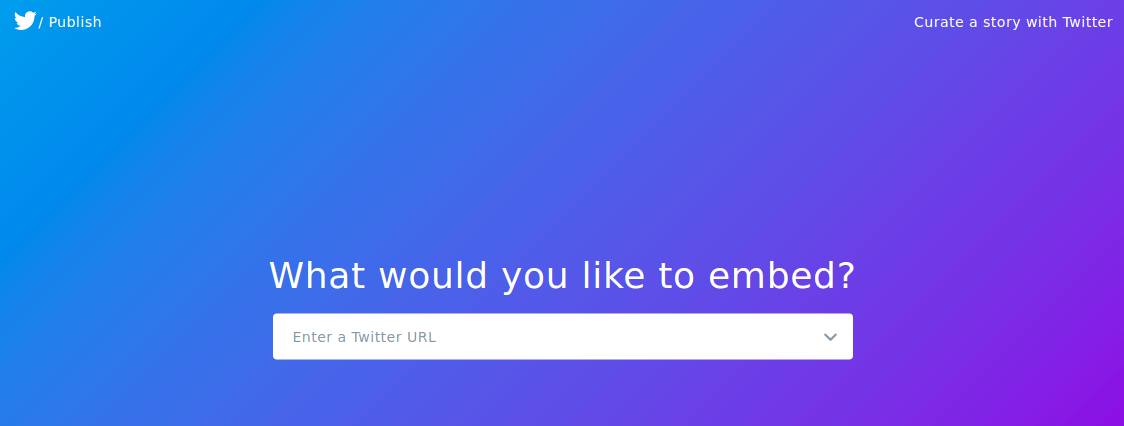 / Publish
Curate a story with Twitter
What would you like to embed?
Enter a Twitter URL